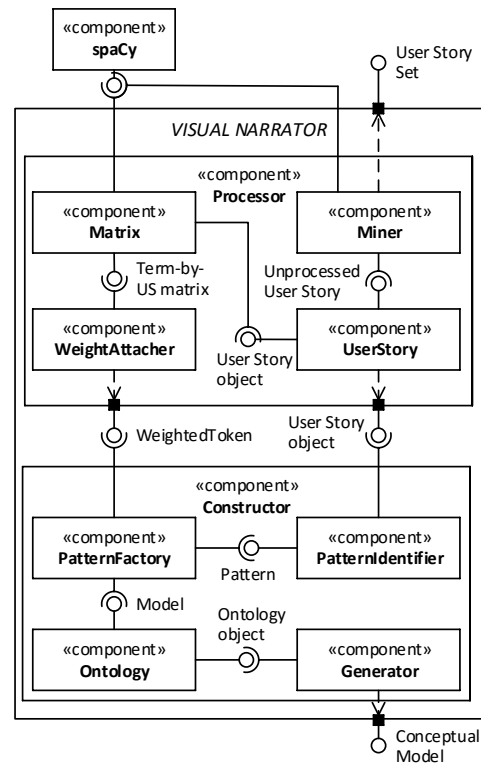 «component»
spaCy
User Story
Set
VISUAL NARRATOR
«component»
Processor
«component»
Matrix
«component»
Miner
Term-by-
US matrix
Unprocessed
User Story
«component»
WeightAttacher
User Story
object
«component»
UserStory
WeightedToken
User Story
object
«component»
Constructor
«component»
PatternFactory
Pattern
«component»
PatternIdentifier
Model
Ontology
object
«component»
Ontology
«component»
Generator
Conceptual
Model